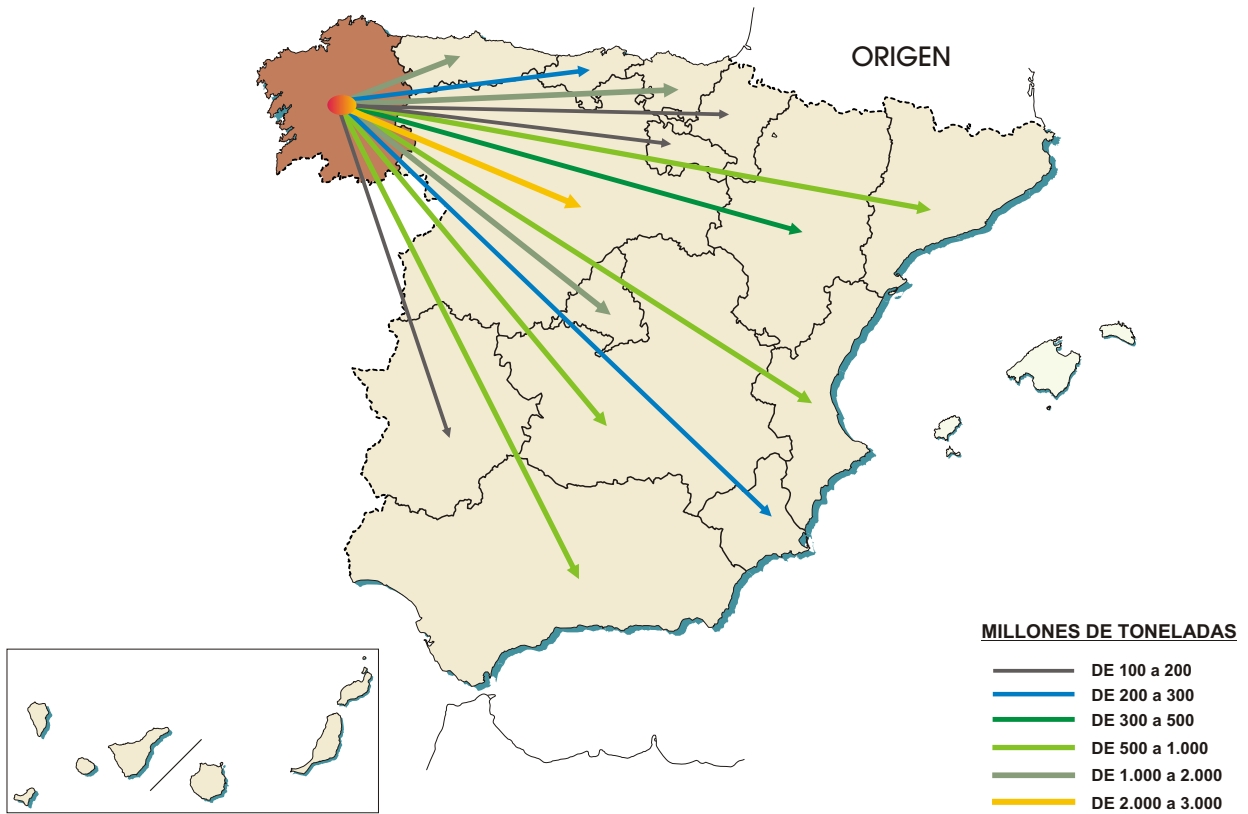 ORIGEN
MILLONES DE TONELADAS
DE 100 a 200
DE 200 a 300
DE 300 a 500
DE 500 a 1.000
DE 1.000 a 2.000
DE 2.000 a 3.000